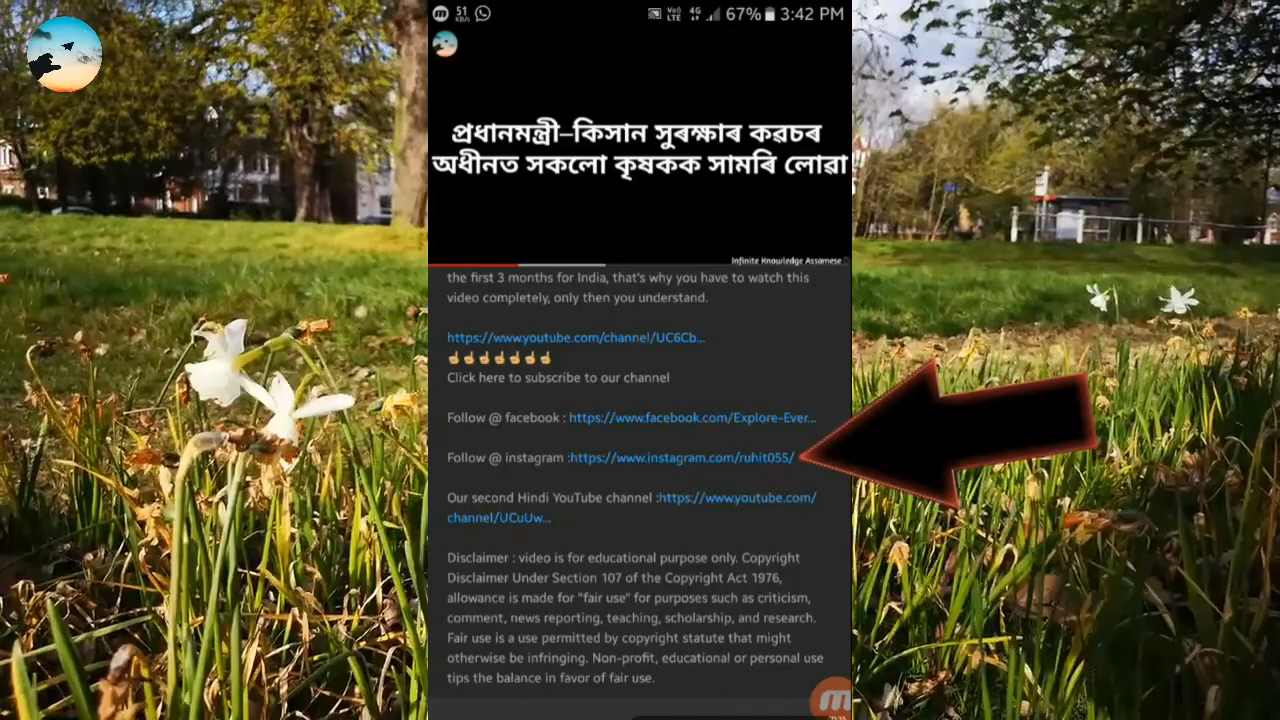 51
KB/s
Vo)
LTE
4G
67%
3:42 PM
প্ৰধানমন্ত্ৰী–কিসান সুৰক্ষাৰ কৱচৰ
অধীনত সকলো কৃষকক সামৰি লোৱা
Infinite Knowledge Assamese
the first 3 months for India, that's why you have to watch this
video completely, only then you understand.
https://www.youtube.com/channel/UC6Cb...
☝☝☝☝☝☝☝
Click here to subscribe to our channel
Follow @ facebook : https://www.facebook.com/Explore-Ever...
Follow @ instagram :https://www.instagram.com/ruhit055/
Our second Hindi YouTube channel :https://www.youtube.com/
channel/UCuUw...
Disclaimer : video is for educational purpose only. Copyright
Disclaimer Under Section 107 of the Copyright Act 1976,
allowance is made for "fair use" for purposes such as criticism,
comment, news reporting, teaching, scholarship, and research.
Fair use is a use permitted by copyright statute that might
otherwise be infringing. Non-profit, educational or personal use
tips the balance in favor of fair use.